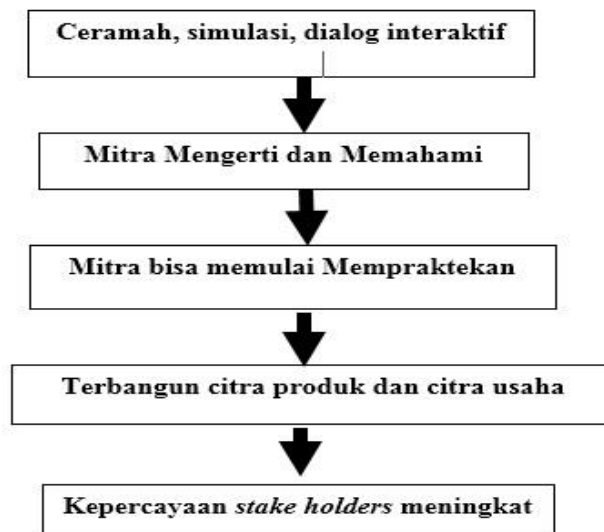 Ceramah, simulasi, dialog interaktif
Mitra Mengerti dan Memahami
Mitra bisa memulai Mempraktekan
Terbangun citra produk dan citra usaha
Kepercayaan stake holders meningkat